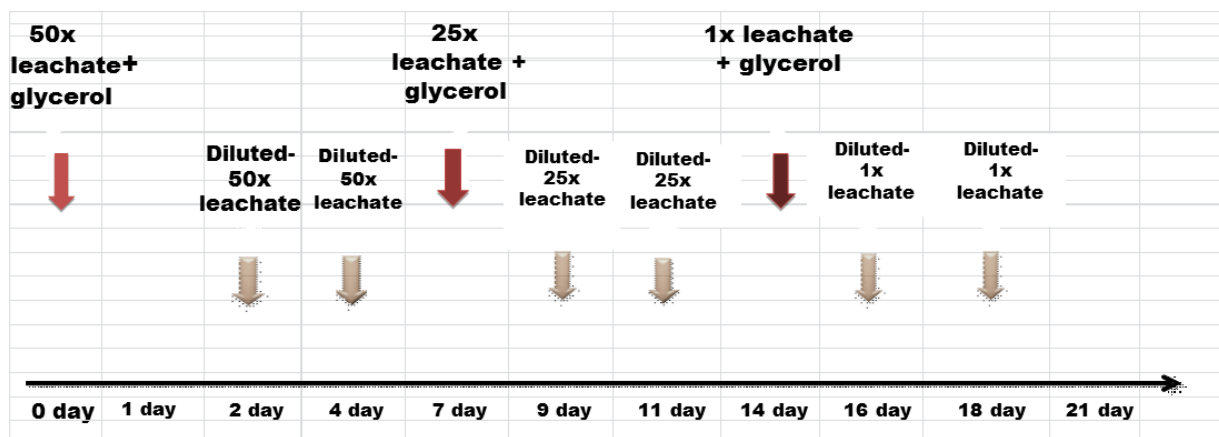 50x
leachate+
glycerol
25x
leachate +
glycerol
1x leachate
+ glycerol
Diluted-
50x
leachate
Diluted-
50x
leachate
Diluted-
25x
leachate
Diluted-
25x
leachate
Diluted-
1x
leachate
Diluted-
1x
leachate
0 day 1 day 2 day 4 day 7 day 9 day 11 day 14 day 16 day 18 day 21 day